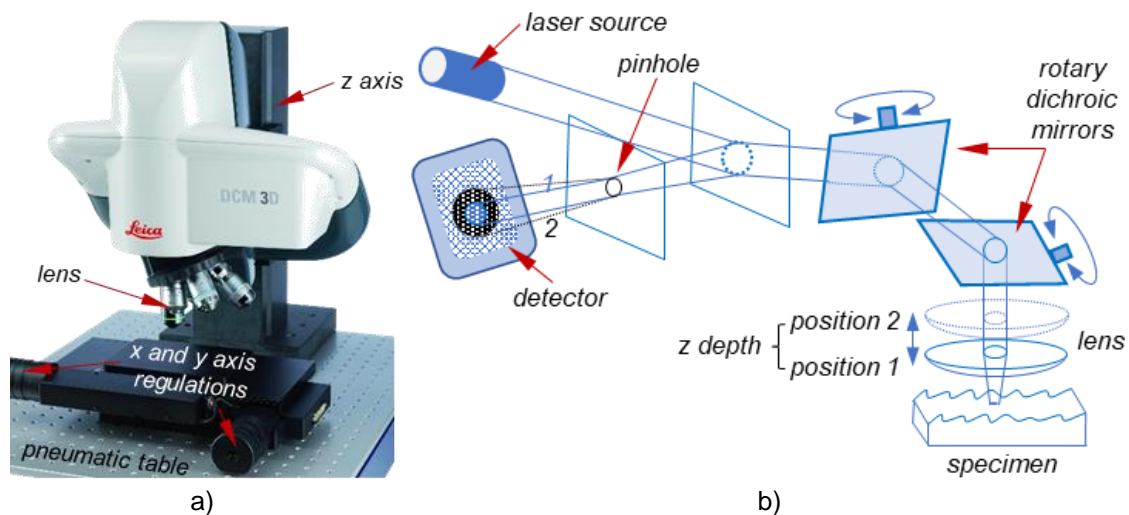 z axis
DCM 3D
Leica
lens
x and y axis
regulations
pneumatic table
a)
laser source
pinhole
rotary
dichroic
mirrors
1
2
detector
z depth
position 2
position 1
lens
specimen
b)